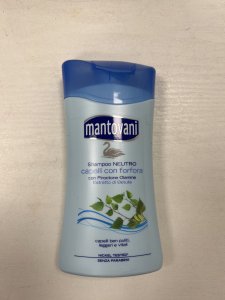 mantovani
Shampoo NEUTRO
capelli con forfora
con Piroctone Olamine
Estratto di Betulla
capelli ben puliti,
leggeri e vitali
NICKEL TESTED*
SENZA PARABENI